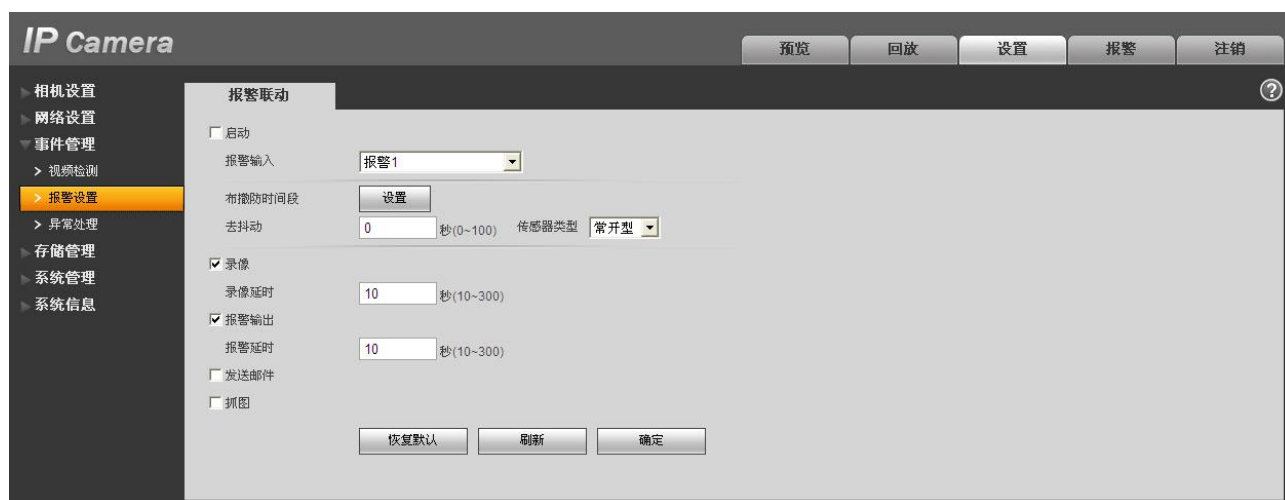 IP Camera
预览 回放 设置 报警 注销
相机设置
网络设置
事件管理
> 视频检测
> 报警设置
> 异常处理
存储管理
系统管理
系统信息
报警联动
?
启动
报警输入 报警1
布撤防时间段 设置
去抖动 0 秒(0~100) 传感器类型 常开型
录像
录像延时 10 秒(10~300)
报警输出
报警延时 10 秒(10~300)
发送邮件
抓图
恢复默认 刷新 确定